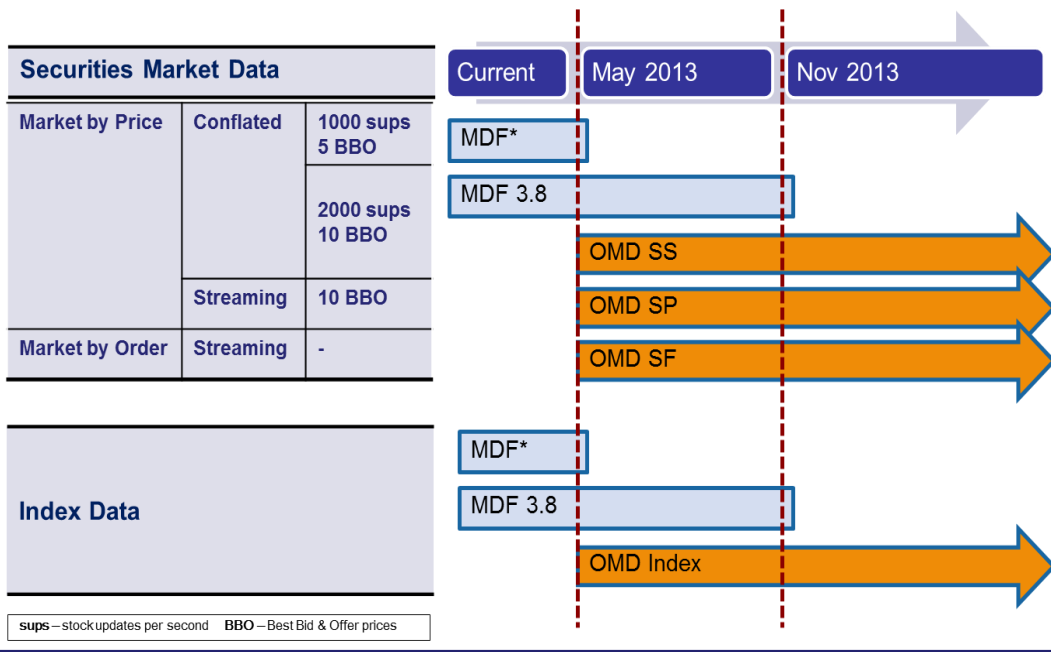 Securities Market Data
Current
May 2013
Nov 2013
Market by Price
Conflated
1000 sups
5 BBO
MDF*
2000 sups
10 BBO
MDF 3.8
OMD SS
Streaming
10 BBO
OMD SP
Market by Order
Streaming
-
OMD SF
Index Data
MDF*
MDF 3.8
OMD Index
sups – stock updates per second BBO – Best Bid & Offer prices